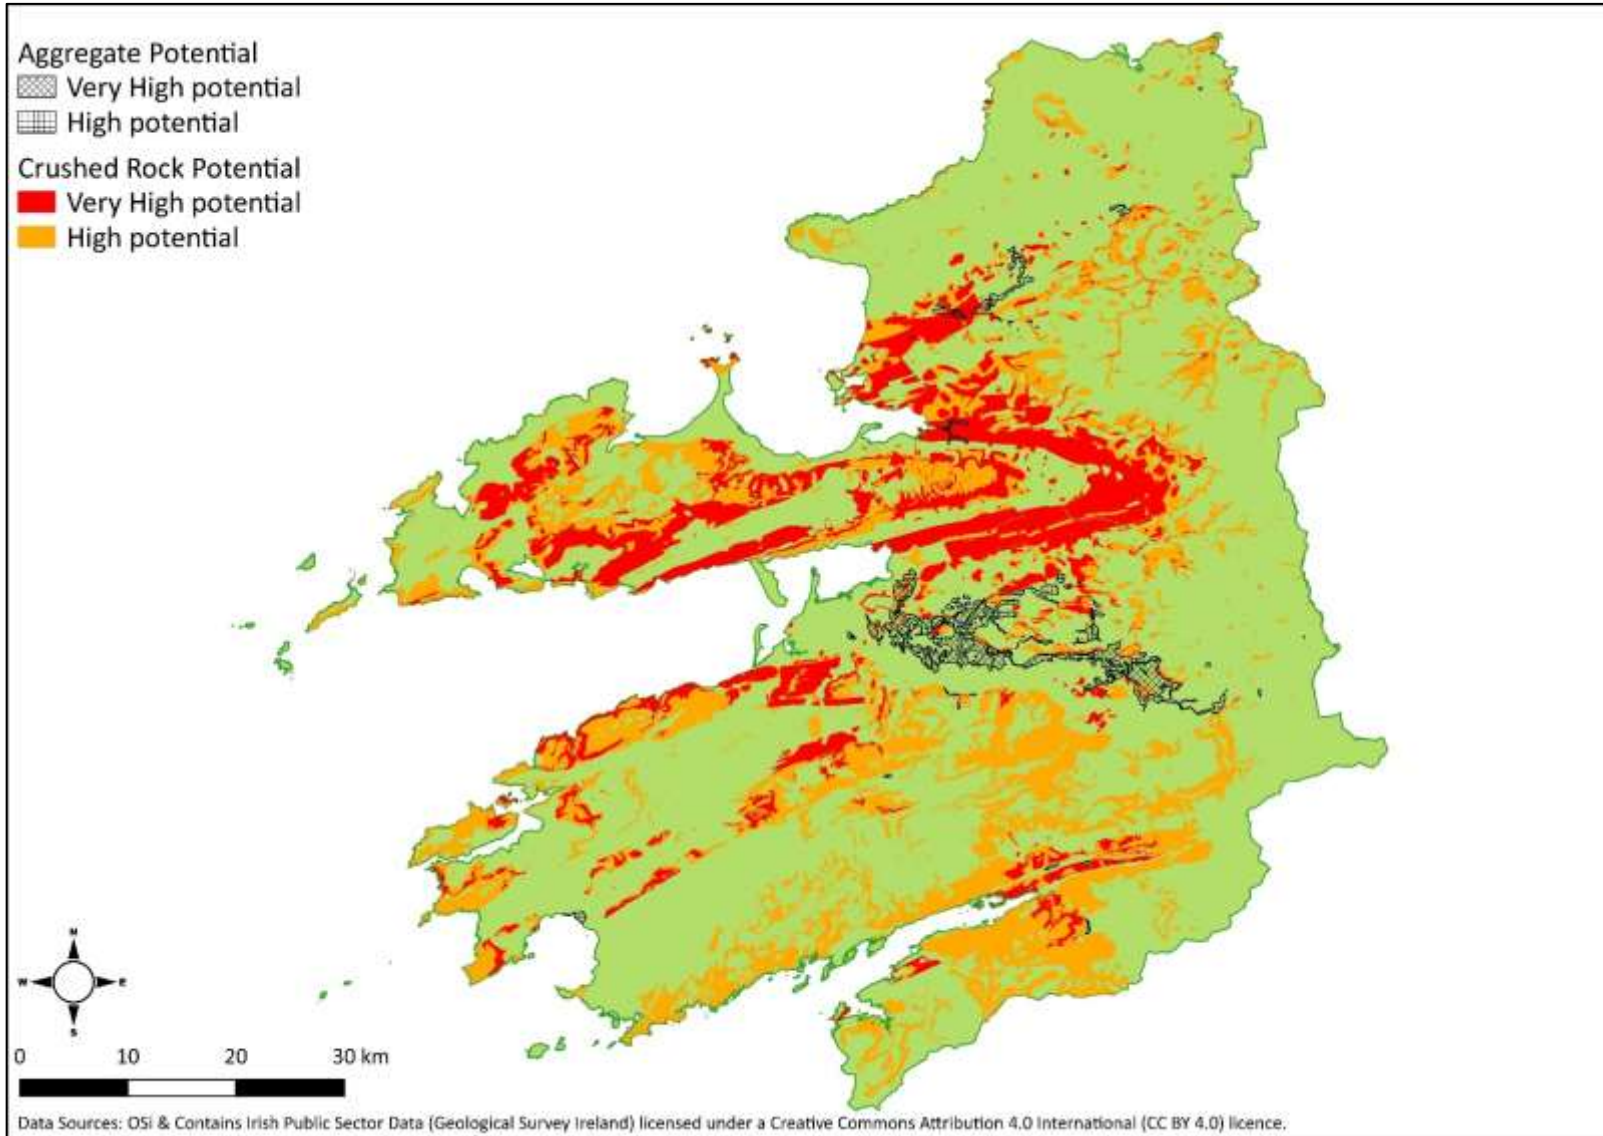 Aggregate Potential
Very High potential
High potential
Crushed Rock Potential
Very High potential
High potential
N
W E
S
0 10 20 30 km
Data Sources: OSi & Contains Irish Public Sector Data (Geological Survey Ireland) licensed under a Creative Commons Attribution 4.0 International (CC BY 4.0) licence.